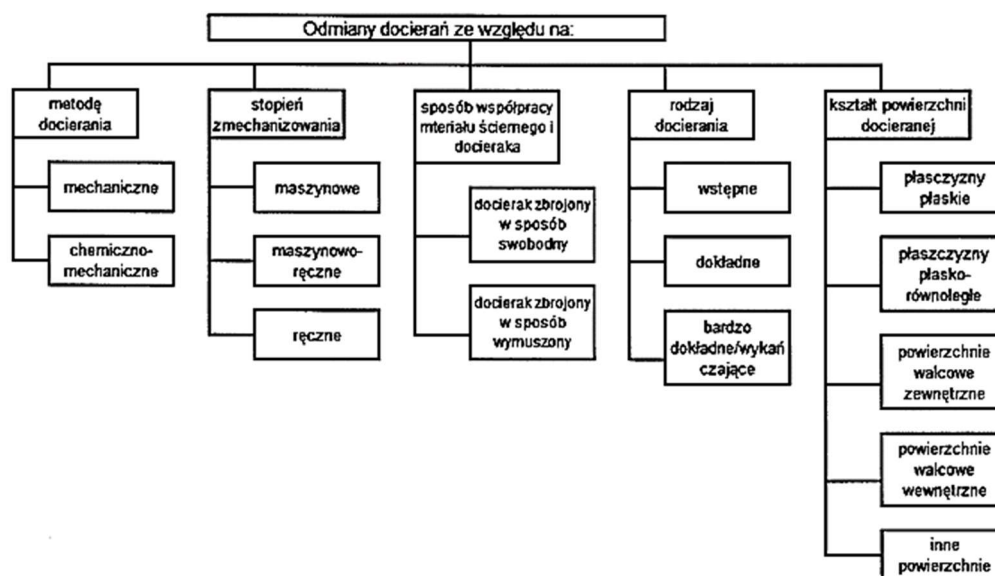 Odmiany docierań ze względu na:
metodę
docierania
mechaniczne
chemiczno-
mechaniczne
stopień
zmechanizowania
maszynowe
maszynowo-
ręczne
ręczne
sposób współpracy
mteriału ściernego i
docieraka
docierak zbrojony
w sposób
swobodny
docierak zbrojony
w sposób
wymuszony
rodzaj
docierania
wstępne
dokładne
bardzo
dokładne/wykań
czające
kształt powierzchni
docieranej
płasczyzny
płaskie
płaszczyzny
płasko-
równoległe
powierzchnie
walcowe
zewnętrzne
powierzchnie
walcowe
wewnętrzne
inne
powierzchnie